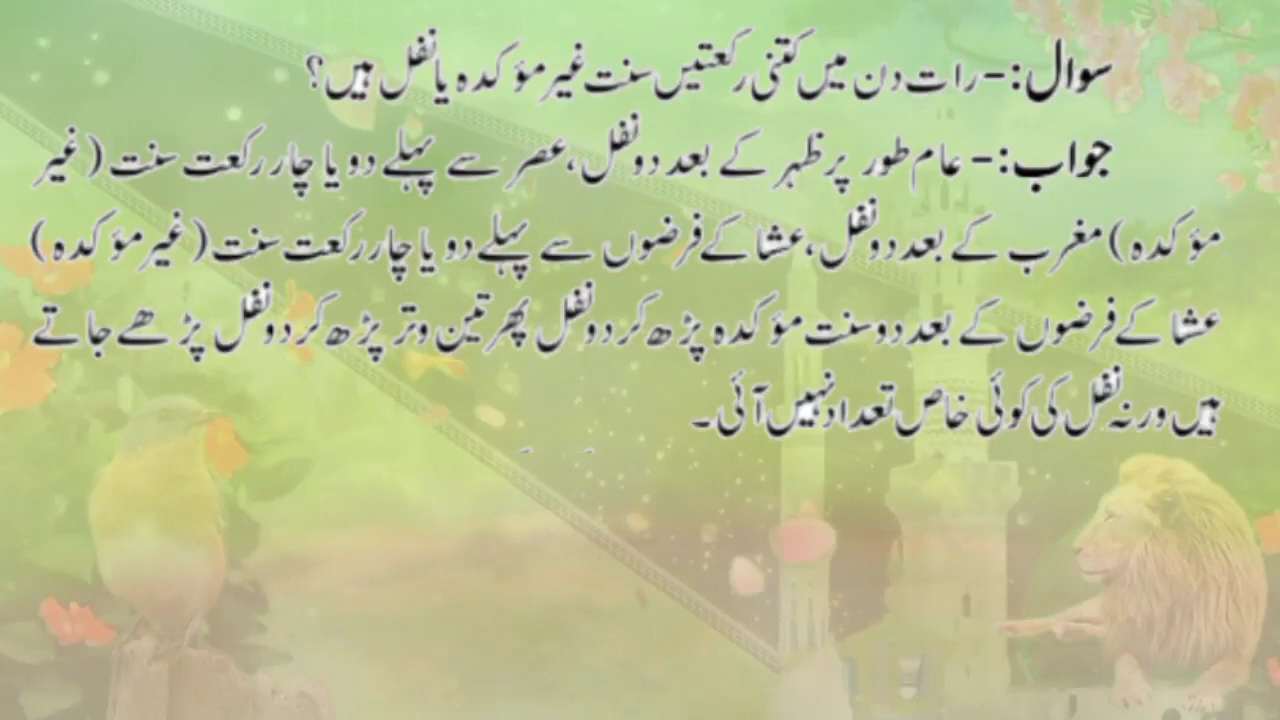 سوال:- رات دن میں کتنی رکعتیں سنت غیر مؤکدہ یا نفل ہیں؟
جواب:- عام طور پر ظہر کے بعد دو نفل، عصر سے پہلے دو یا چار رکعت سنت (غیر
مؤکدہ) مغرب کے بعد دو نفل، عشا کے فرضوں سے پہلے دو یا چار رکعت سنت (غیر مؤکدہ)
عشا کے فرضوں کے بعد دو سنت مؤکدہ پڑھ کر دو نفل پھر تین وتر پڑھ کر دو نفل پڑھے جاتے
ہیں ورنہ نفل کی کوئی خاص تعداد نہیں آئی۔